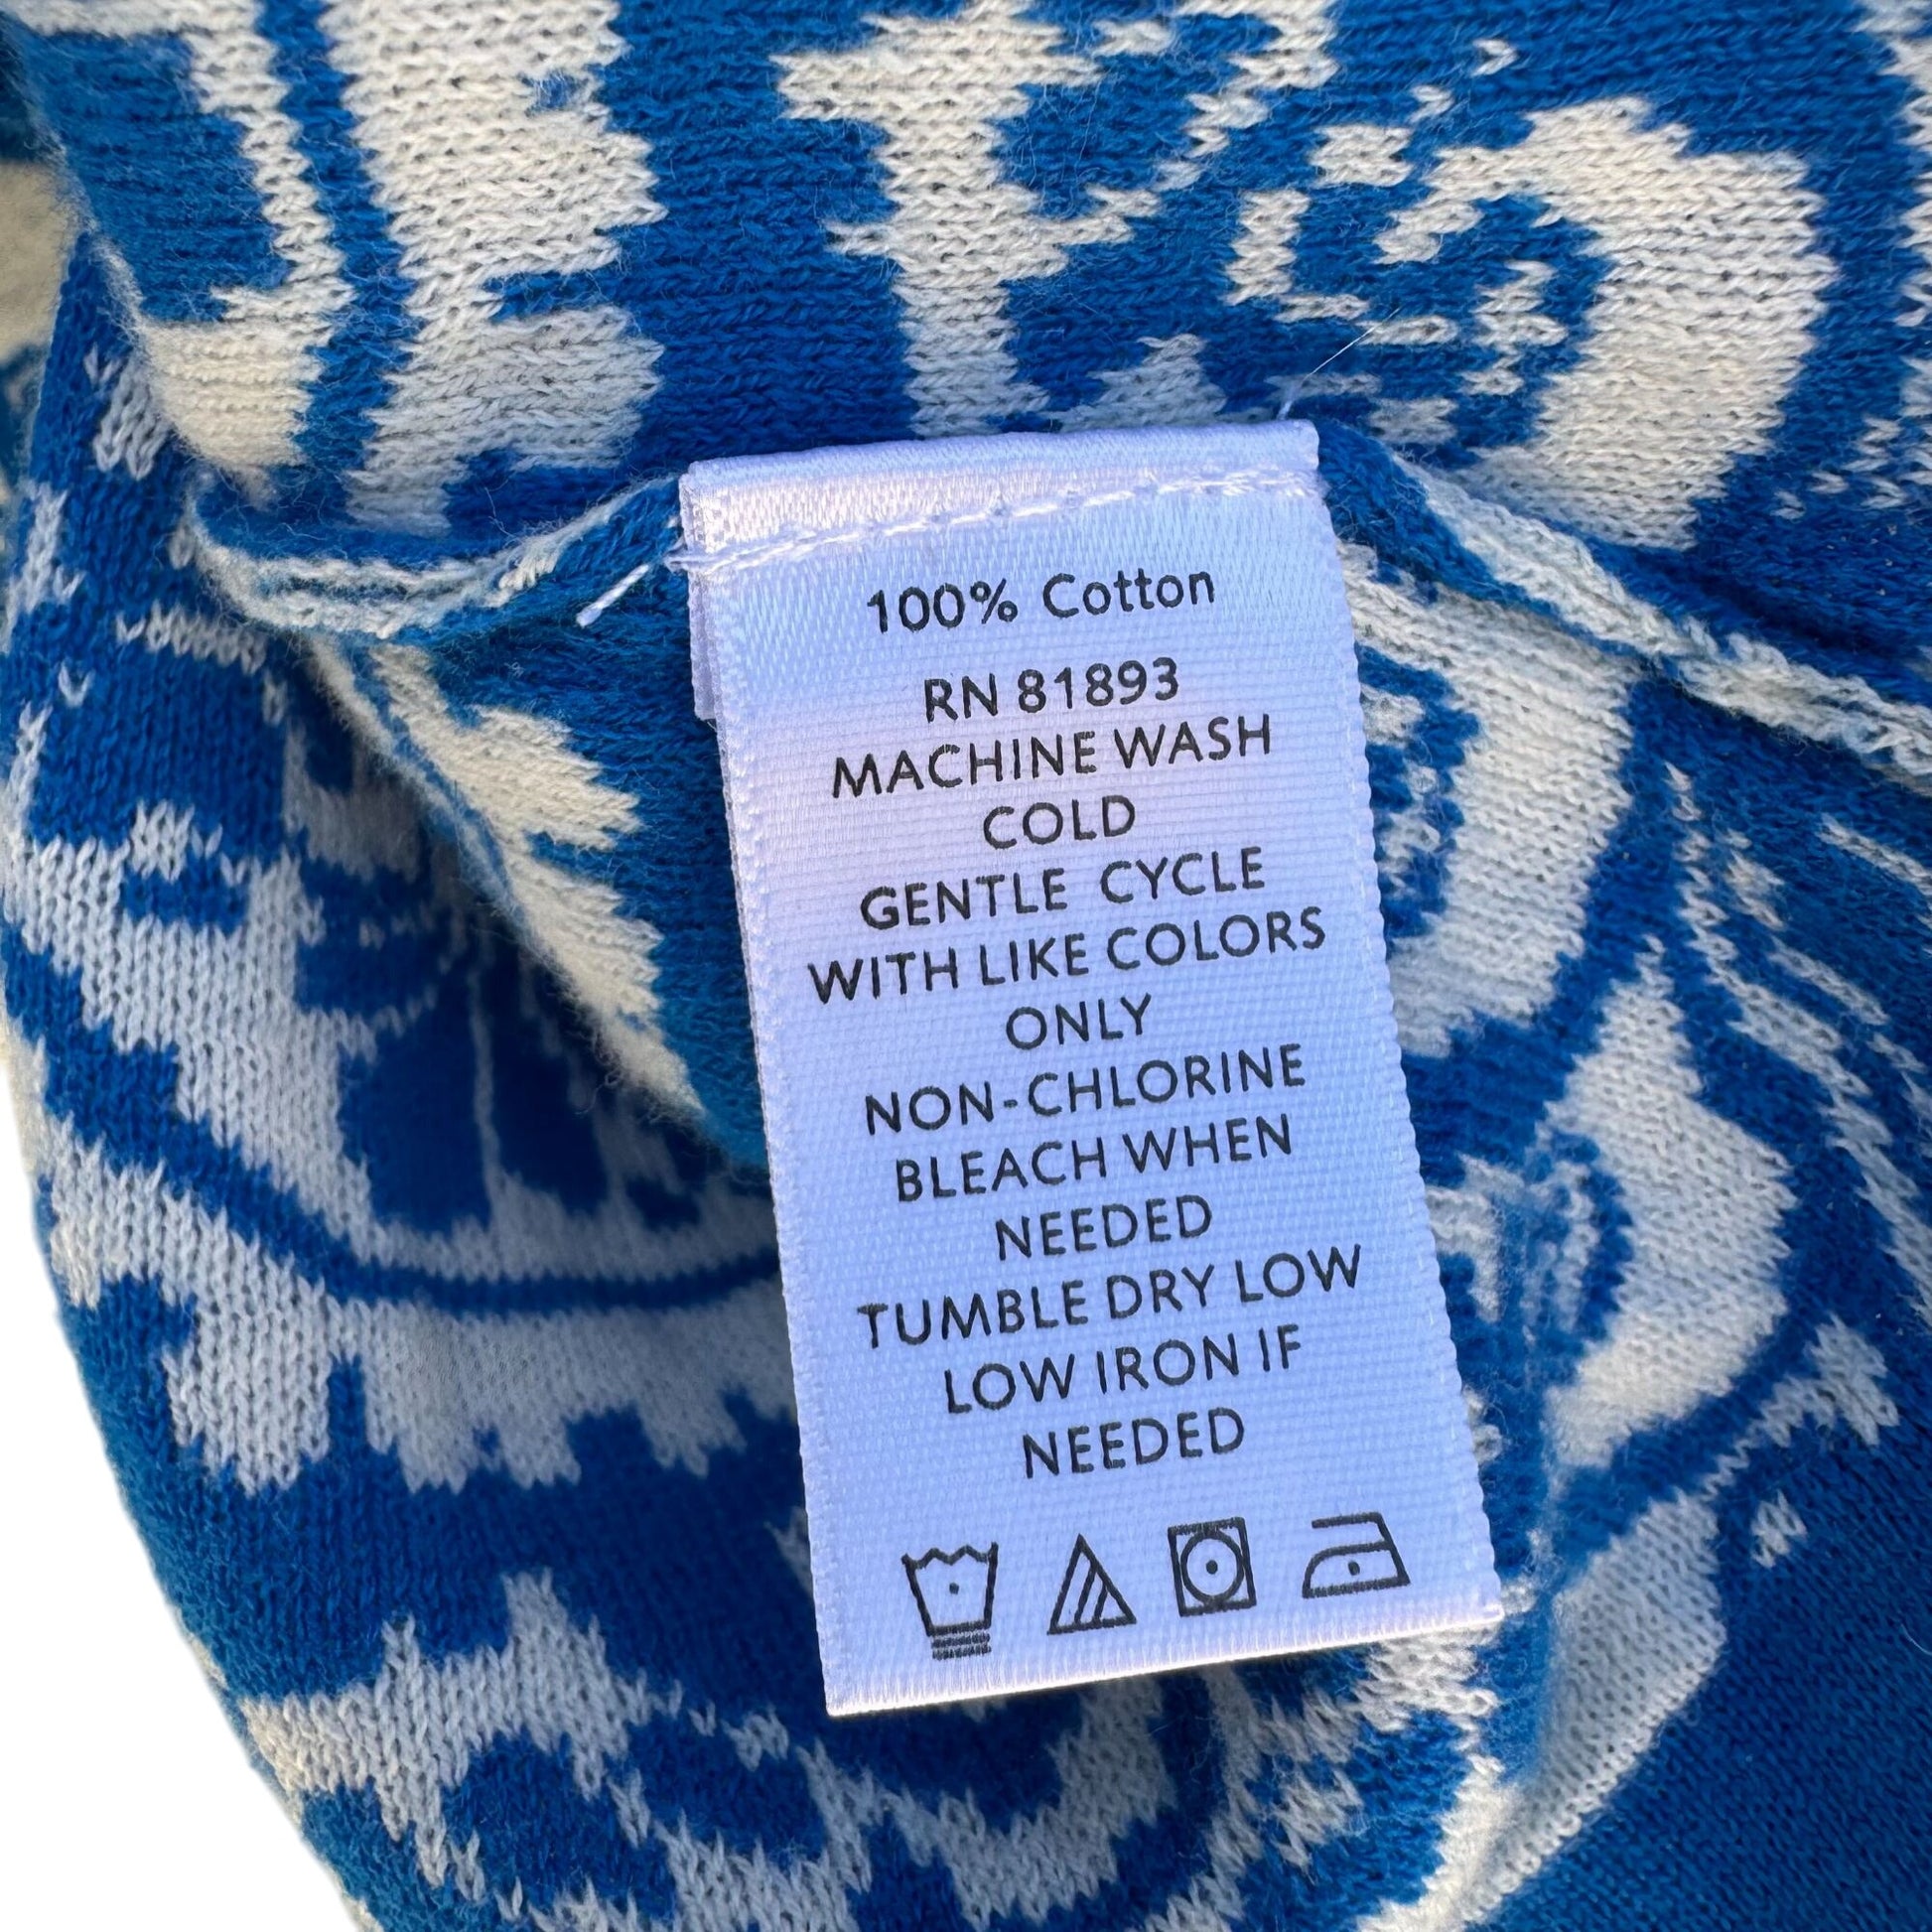 100% Cotton
RN 81893
MACHINE WASH
COLD
GENTLE CYCLE
WITH LIKE COLORS
ONLY
NON-CHLORINE
BLEACH WHEN
NEEDED
TUMBLE DRY LOW
LOW IRON IF
NEEDED